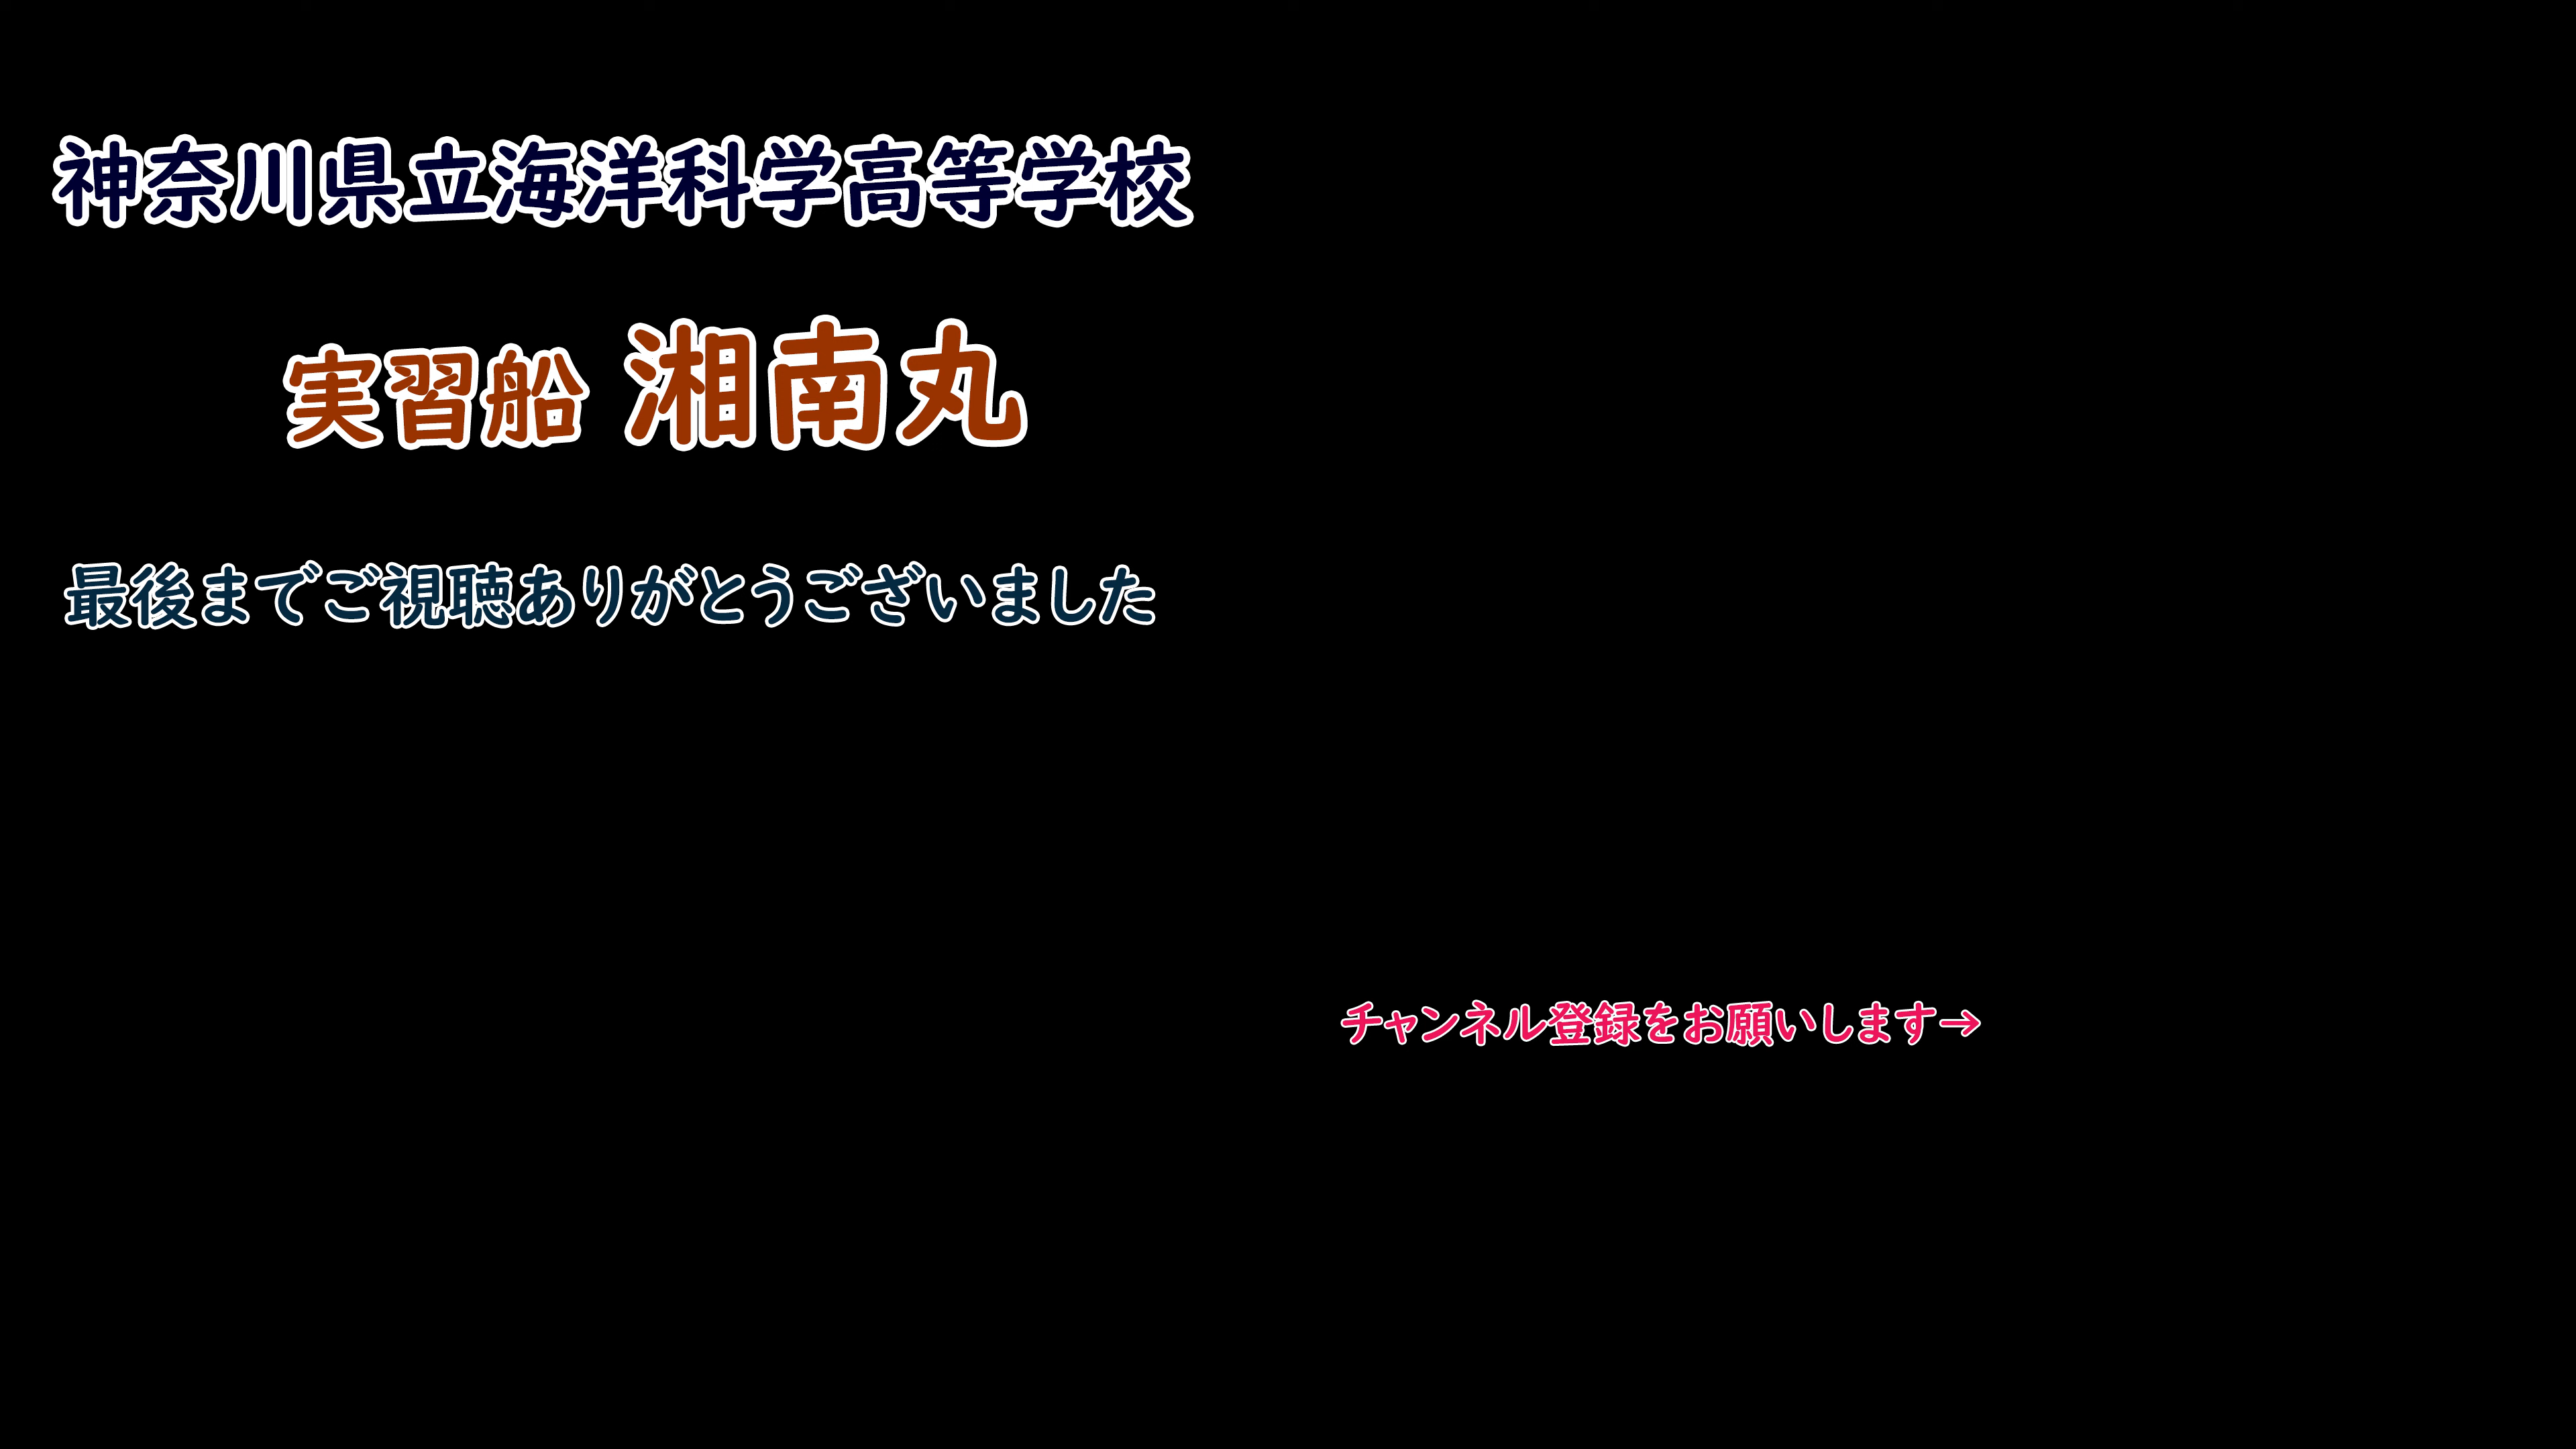 神奈川県立海洋科学高等学校
実習船 湘南丸
最後までご視聴ありがとうございました
チャンネル登録をお願いします→